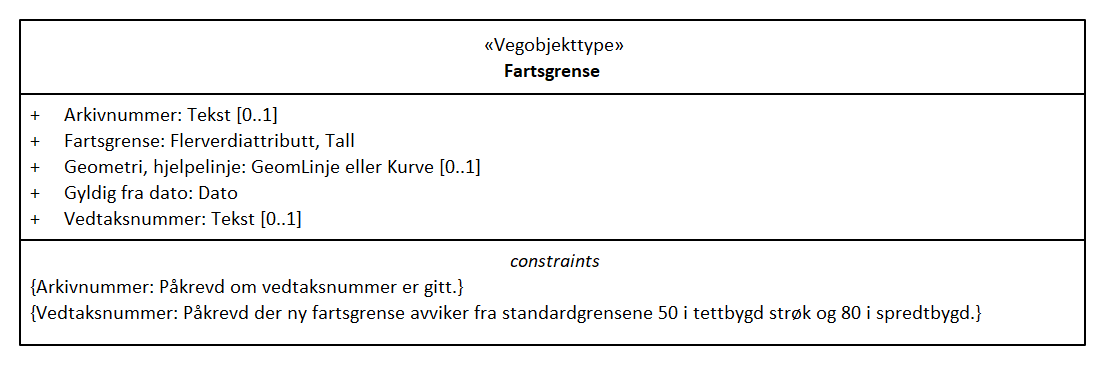 «Vegobjekttype»
Fartsgrense
+ Arkivnummer: Tekst [0..1]
+ Fartsgrense: Flerverdiattributt, Tall
+ Geometri, hjelpelinje: GeomLinje eller Kurve [0..1]
+ Gyldig fra dato: Dato
+ Vedtaksnummer: Tekst [0..1]
constraints
{Arkivnummer: Påkrevd om vedtaksnummer er gitt.}
{Vedtaksnummer: Påkrevd der ny fartsgrense avviker fra standardgrensene 50 i tettbygd strøk og 80 i spredtbygd.}